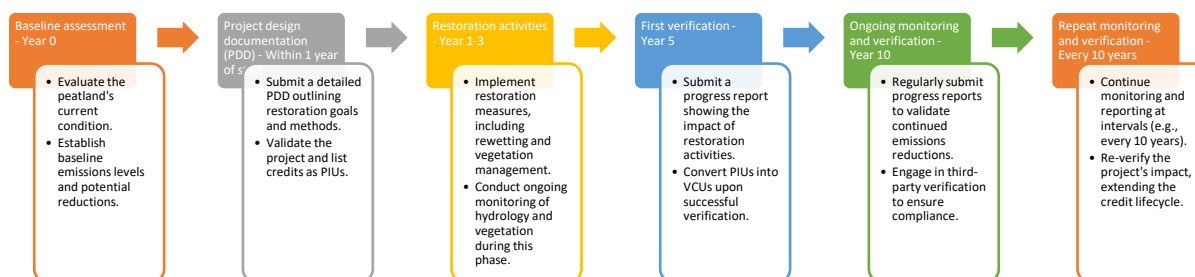 Baseline assessment
- Year 0
• Evaluate the
peatland's
current
condition.
• Establish
baseline
emissions levels
and potential
reductions.
Project design
documentation
(PDD) - Within 1 year
of
• Submit a detailed
PDD outlining
restoration goals
and methods.
• Validate the
project and list
credits as PIUs.
Restoration activities
- Year 1-3
• Implement
restoration
measures,
including
rewetting and
vegetation
management.
• Conduct ongoing
monitoring of
hydrology and
vegetation
during this
phase.
First verification -
Year 5
• Submit a
progress report
showing the
impact of
restoration
activities.
• Convert PIUs into
VCUs upon
successful
verification.
Ongoing monitoring
and verification -
Year 10
• Regularly submit
progress reports
to validate
continued
emissions
reductions.
• Engage in third-
party verification
to ensure
compliance.
Repeat monitoring
and verification -
Every 10 years
• Continue
monitoring and
reporting at
intervals (e.g.,
every 10 years).
• Re-verify the
project's impact,
extending the
credit lifecycle.